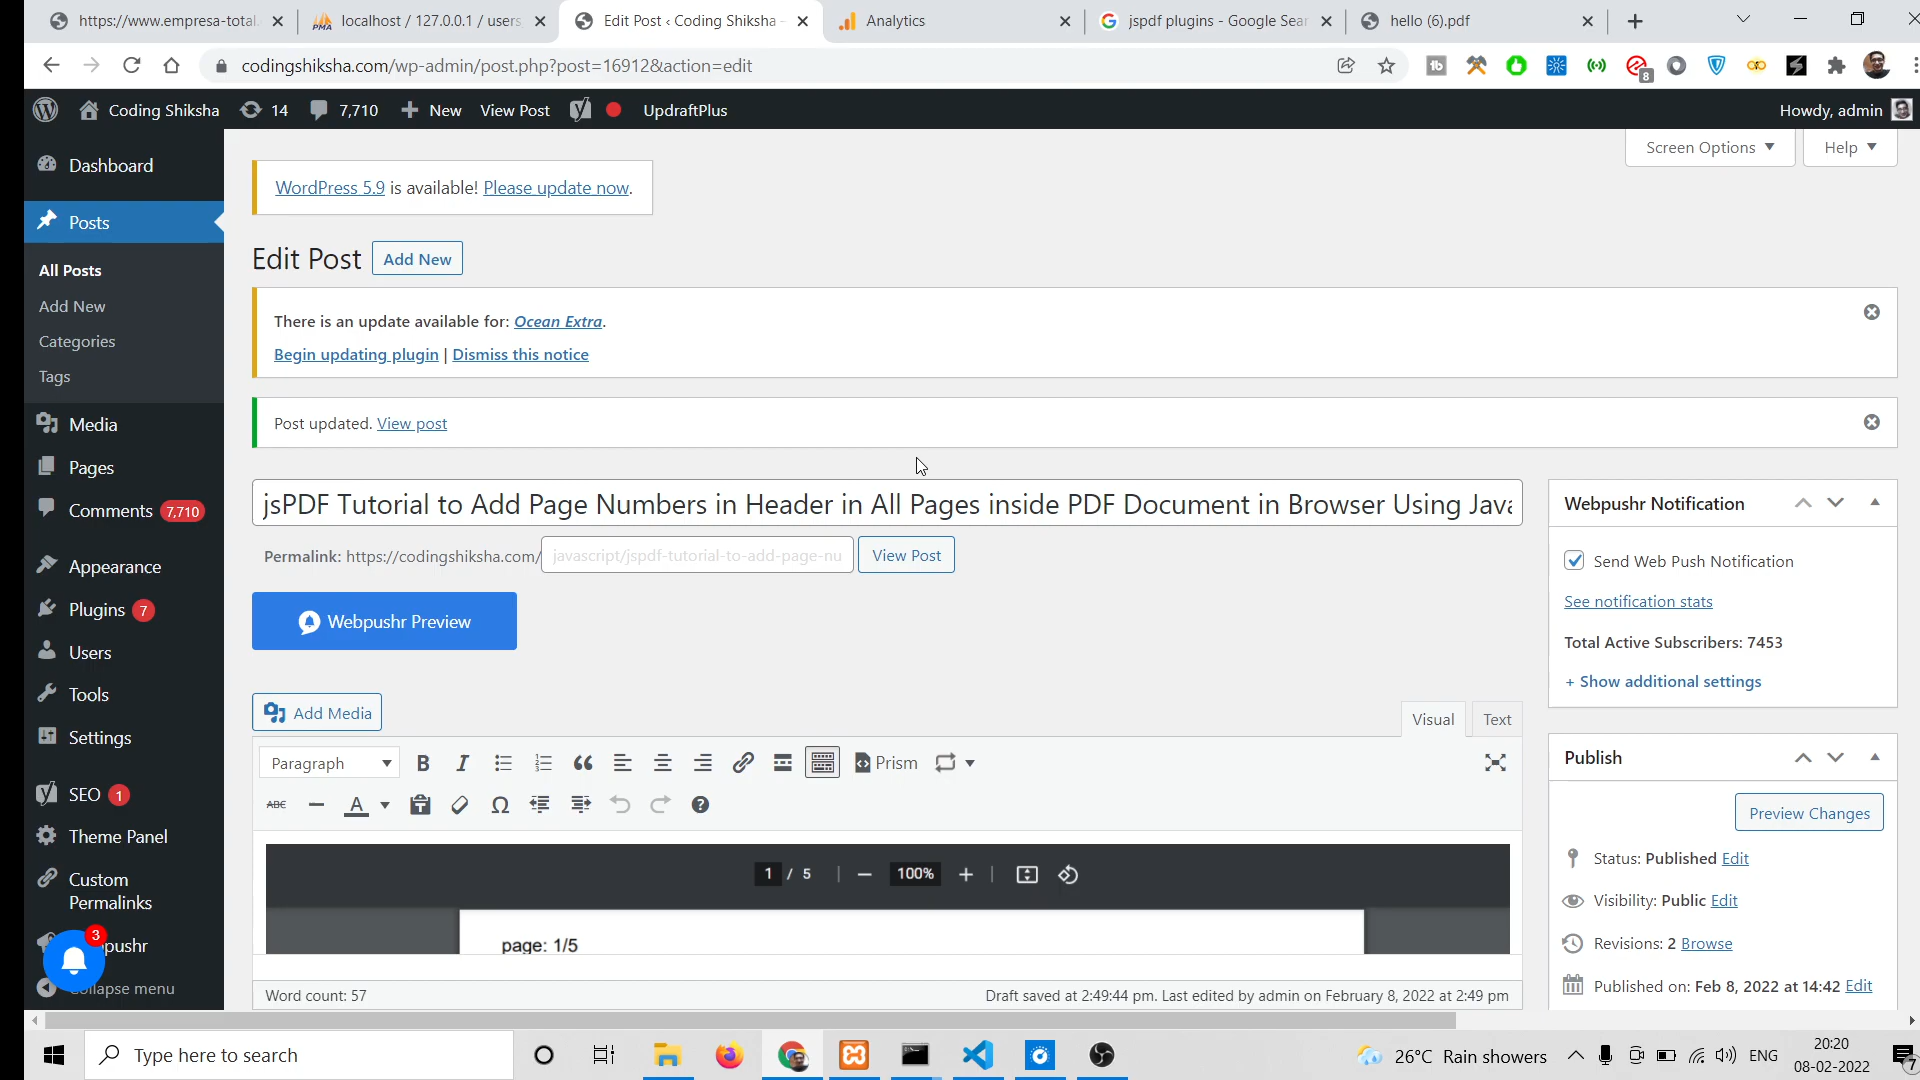 https://www.empresa-total.
localhost / 127.0.0.1 / users_
Edit Post ‹ Coding Shiksha —
Analytics
jspdf plugins - Google Sear
hello (6).pdf
codingshiksha.com/wp-admin/post.php?post=16912&action=edit
8
Coding Shiksha
14
7,710
New
View Post
UpdraftPlus
Howdy, admin
Screen Options
Help
Dashboard
WordPress 5.9 is available! Please update now.
Posts
Edit Post
Add New
All Posts
Add New
Categories
Tags
There is an update available for: Ocean Extra.
Begin updating plugin | Dismiss this notice
Post updated. View post
Media
Pages
Comments 7,710
Appearance
Plugins 7
Users
Tools
Settings
SEO 1
Theme Panel
Custom Permalinks
3
pushr
ollapse menu
jsPDF Tutorial to Add Page Numbers in Header in All Pages inside PDF Document in Browser Using Java
Permalink: https://codingshiksha.com/
javascript/jspdf-tutorial-to-add-page-nu
View Post
Webpushr Preview
Add Media
Visual
Text
Paragraph
B
I
Prism
ABC
A
Ω
1 / 5
100%
page: 1/5
Word count: 57
Draft saved at 2:49:44 pm. Last edited by admin on February 8, 2022 at 2:49 pm
Webpushr Notification
Send Web Push Notification
See notification stats
Total Active Subscribers: 7453
+ Show additional settings
Publish
Preview Changes
Status: Published Edit
Visibility: Public Edit
Revisions: 2 Browse
Published on: Feb 8, 2022 at 14:42 Edit
Type here to search
26°C Rain showers
ENG
20:20
08-02-2022
7